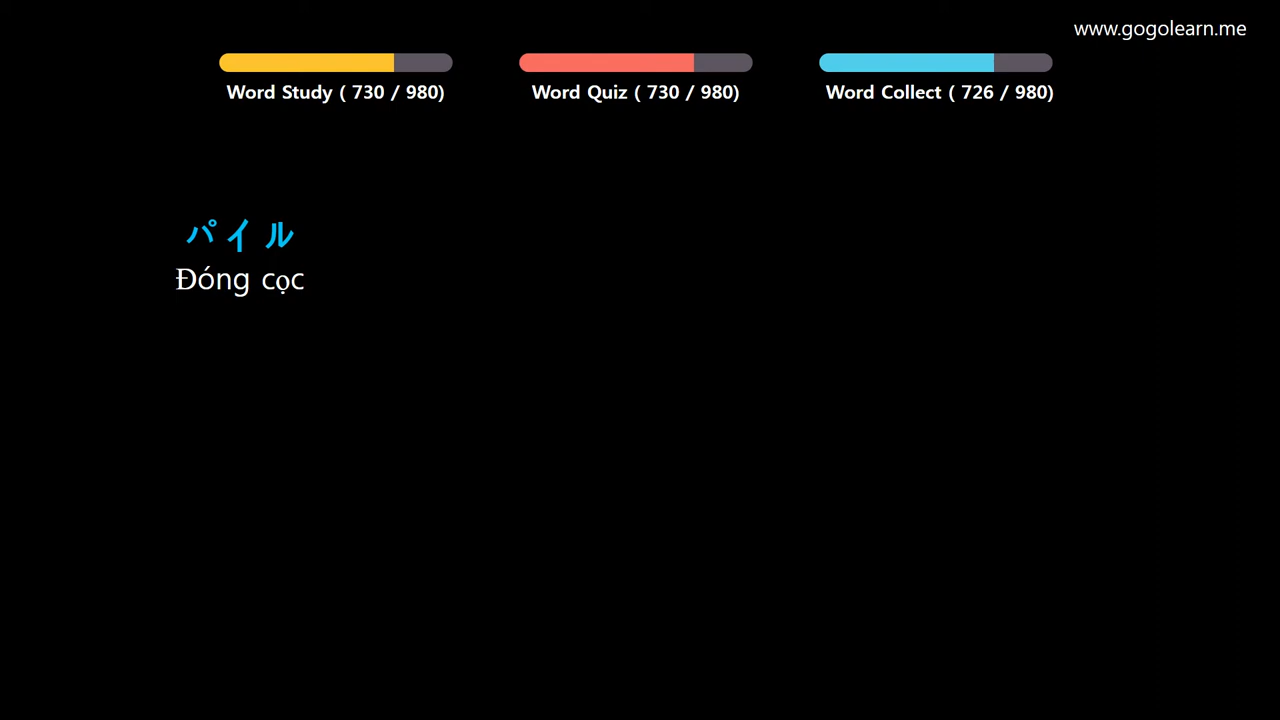 www.gogolearn.me
Word Study ( 730 / 980)
Word Quiz ( 730 / 980)
Word Collect ( 726 / 980)
パイル
Đóng cọc